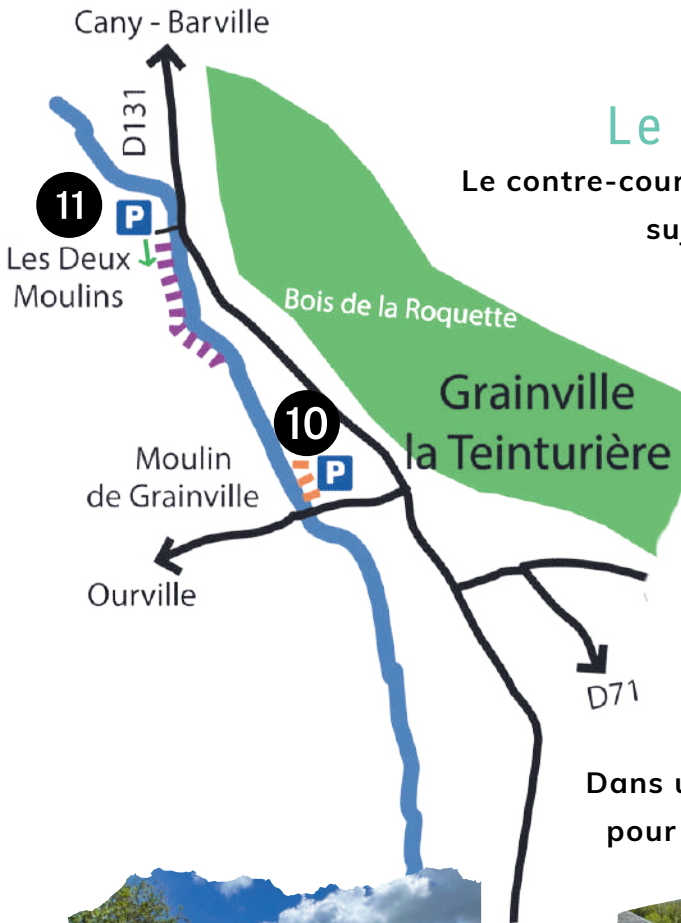 Cany - Barville
D131
Le
Le contre-cour
suj
11
P
Les Deux
Moulins
Bois de la Roquette
Grainville
la Teinturière
10
P
Moulin
de Grainville
Ourville
D71
Dans u
pour